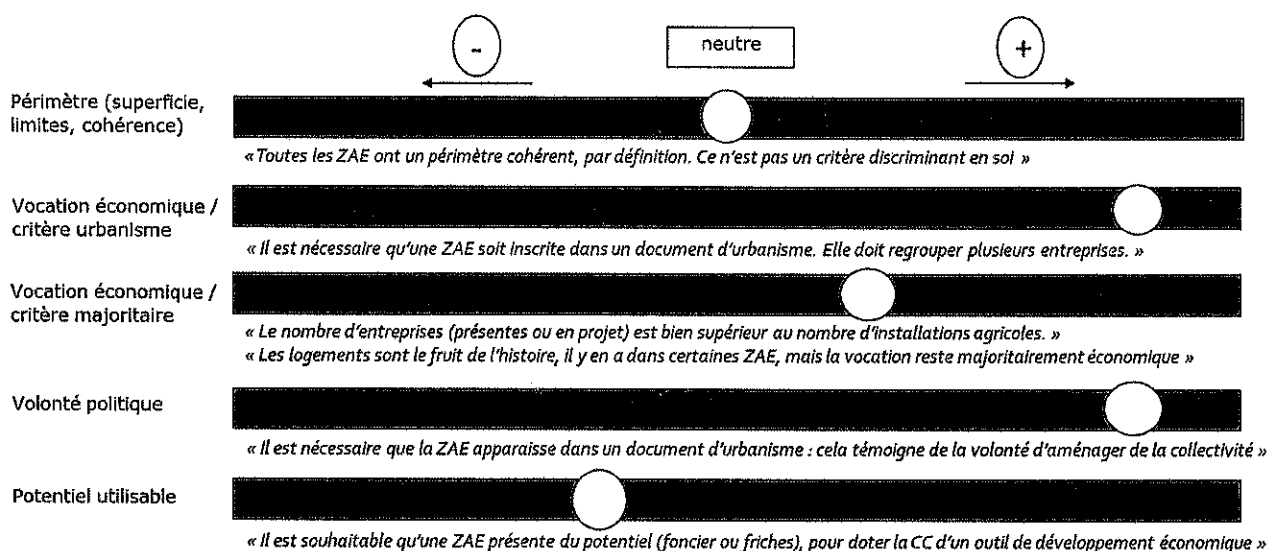 -
neutre
+
Périmètre (superficie,
limites, cohérence)
« Toutes les ZAE ont un périmètre cohérent, par définition. Ce n'est pas un critère discriminant en soi »
Vocation économique /
critère urbanisme
« Il est nécessaire qu'une ZAE soit inscrite dans un document d'urbanisme. Elle doit regrouper plusieurs entreprises. »
Vocation économique /
critère majoritaire
« Le nombre d'entreprises (présentes ou en projet) est bien supérieur au nombre d'installations agricoles. »
« Les logements sont le fruit de l'histoire, il y en a dans certaines ZAE, mais la vocation reste majoritairement économique »
Volonté politique
« Il est nécessaire que la ZAE apparaisse dans un document d'urbanisme : cela témoigne de la volonté d'aménager de la collectivité »
Potentiel utilisable
« Il est souhaitable qu'une ZAE présente du potentiel (foncier ou friches), pour doter la CC d'un outil de développement économique »